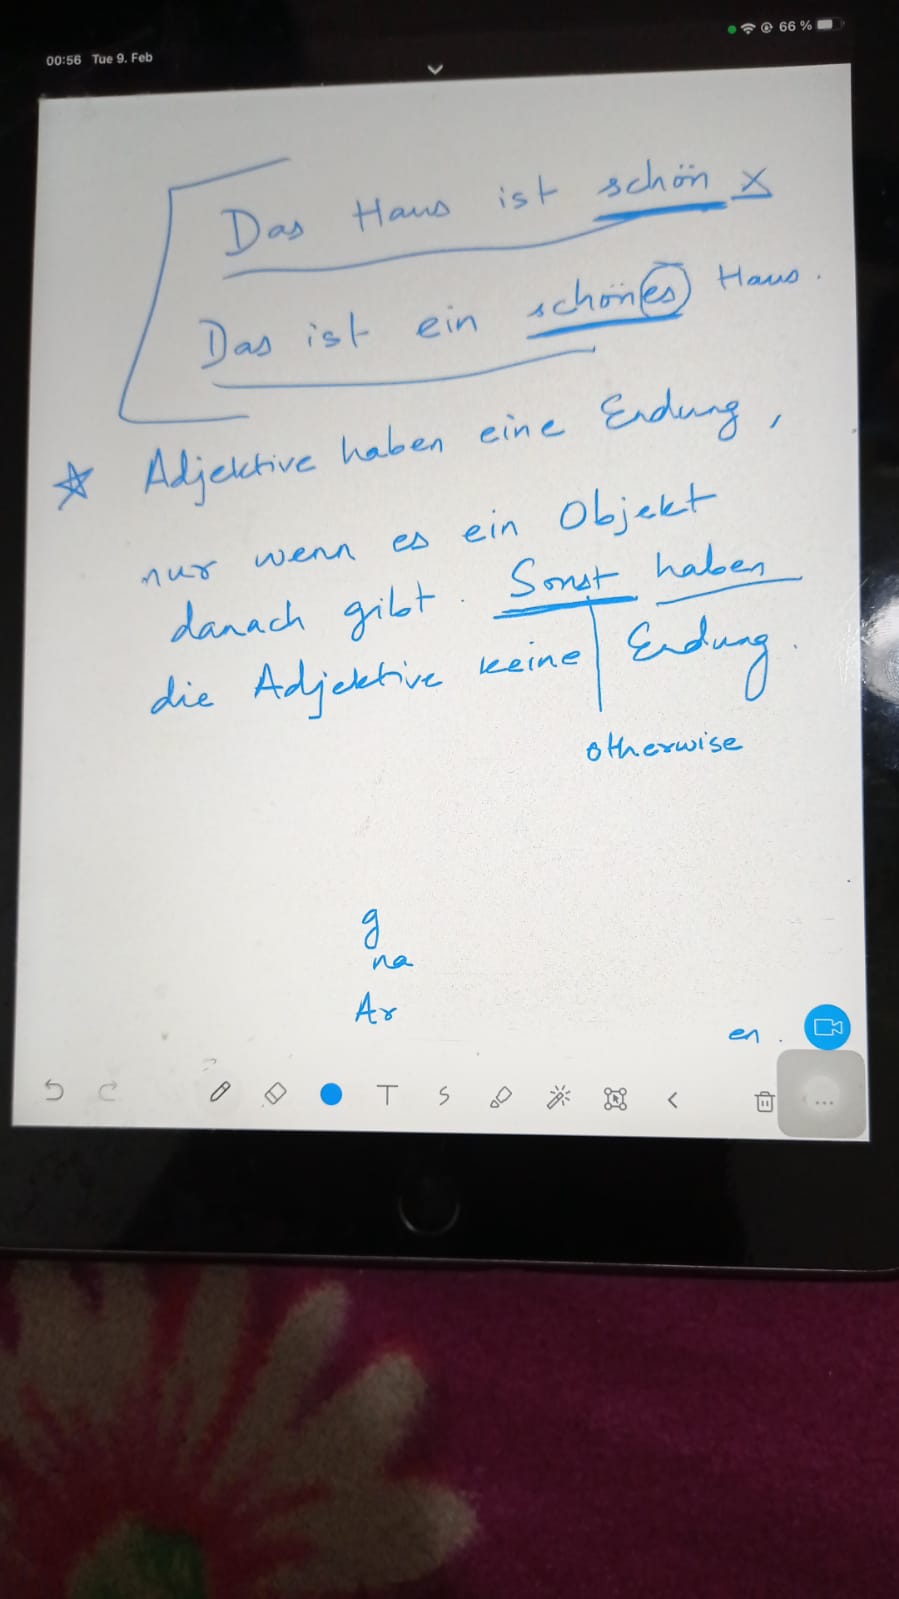 00:56 Tue 9. Feb
66 %
Das Haus ist schön x
Das ist ein schönes Haus.
Adjektive haben eine Endung,
nur wenn es ein Objekt
danach gibt. Sonst haben
die Adjektive keine Endung.
otherwise
g
na
Ar
en.
T
S